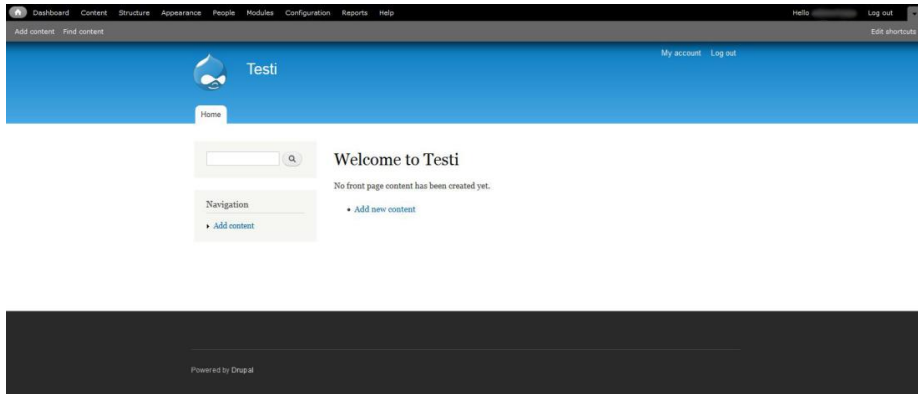 Dashboard Content Structure Appearance People Modules Configuration Reports Help Hello Log out
Add content Find content Edit shortcuts
My account Log out
Testi
Home
Welcome to Testi
No front page content has been created yet.
Navigation
Add new content
Add content
Powered by Drupal